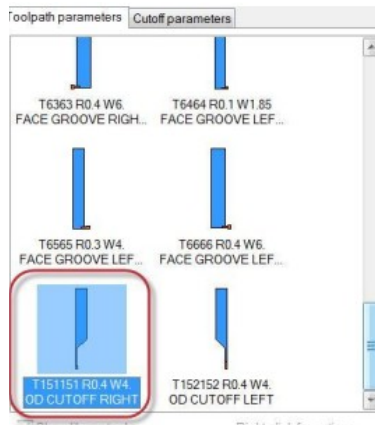 Toolpath parameters Cutoff parameters
T6363 R0.4 W6. T6464 R0.1 W1.85
FACE GROOVE RIGH... FACE GROOVE LEF...
T6565 R0.3 W4. T6666 R0.4 W6.
FACE GROOVE LEF... FACE GROOVE LEF...
T151151 R0.4 W4. T152152 R0.4 W4.
OD CUTOFF RIGHT OD CUTOFF LEFT